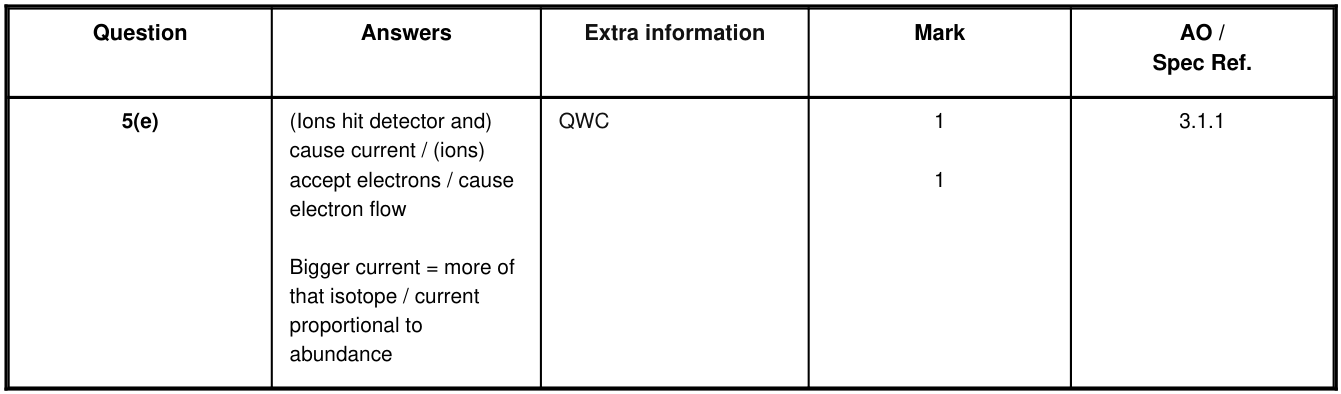 Question
Answers
Extra information
Mark
AO /
Spec Ref.
5(e)
(Ions hit detector and)
cause current / (ions)
accept electrons / cause
electron flow
Bigger current = more of
that isotope / current
proportional to
abundance
QWC
1
1
3.1.1